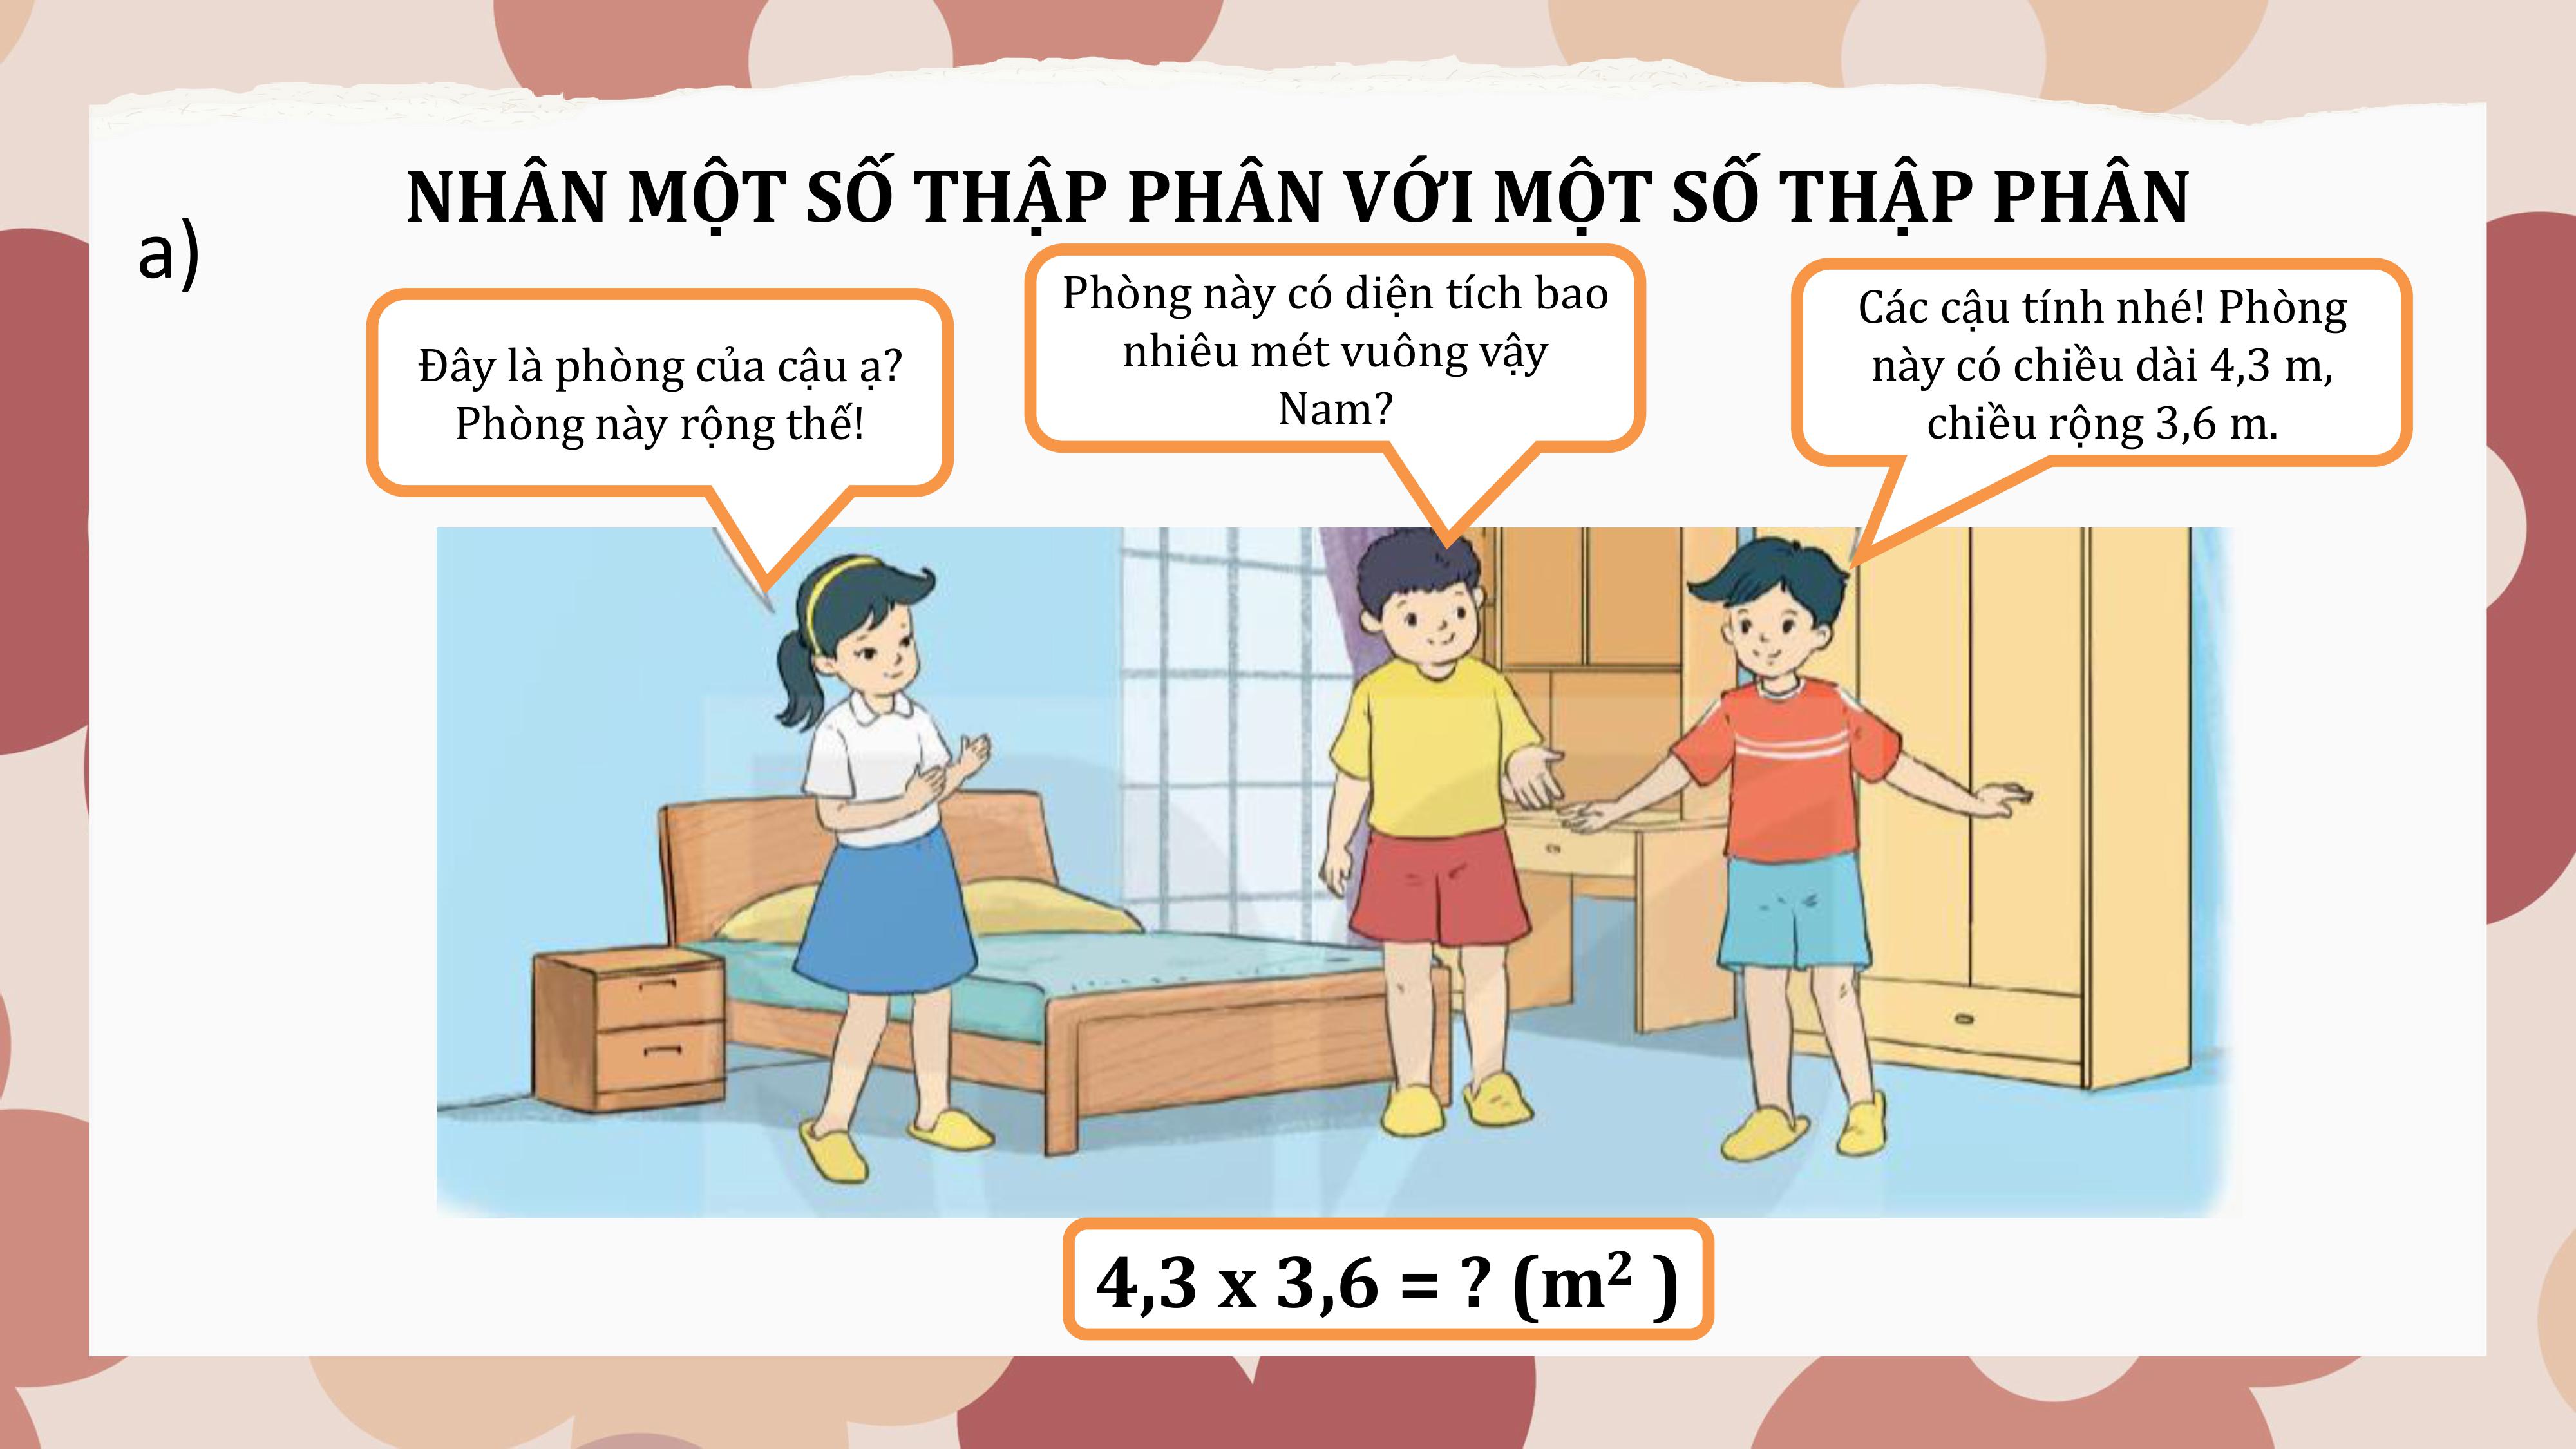 NHÂN MỘT SỐ THẬP PHÂN VỚI MỘT SỐ THẬP PHÂN
a)
Đây là phòng của cậu ạ?
Phòng này rộng thế!
Phòng này có diện tích bao
nhiêu mét vuông vậy
Nam?
Các cậu tính nhé! Phòng
này có chiều dài 4,3 m,
chiều rộng 3,6 m.
4,3 x 3,6 = ? (m² )